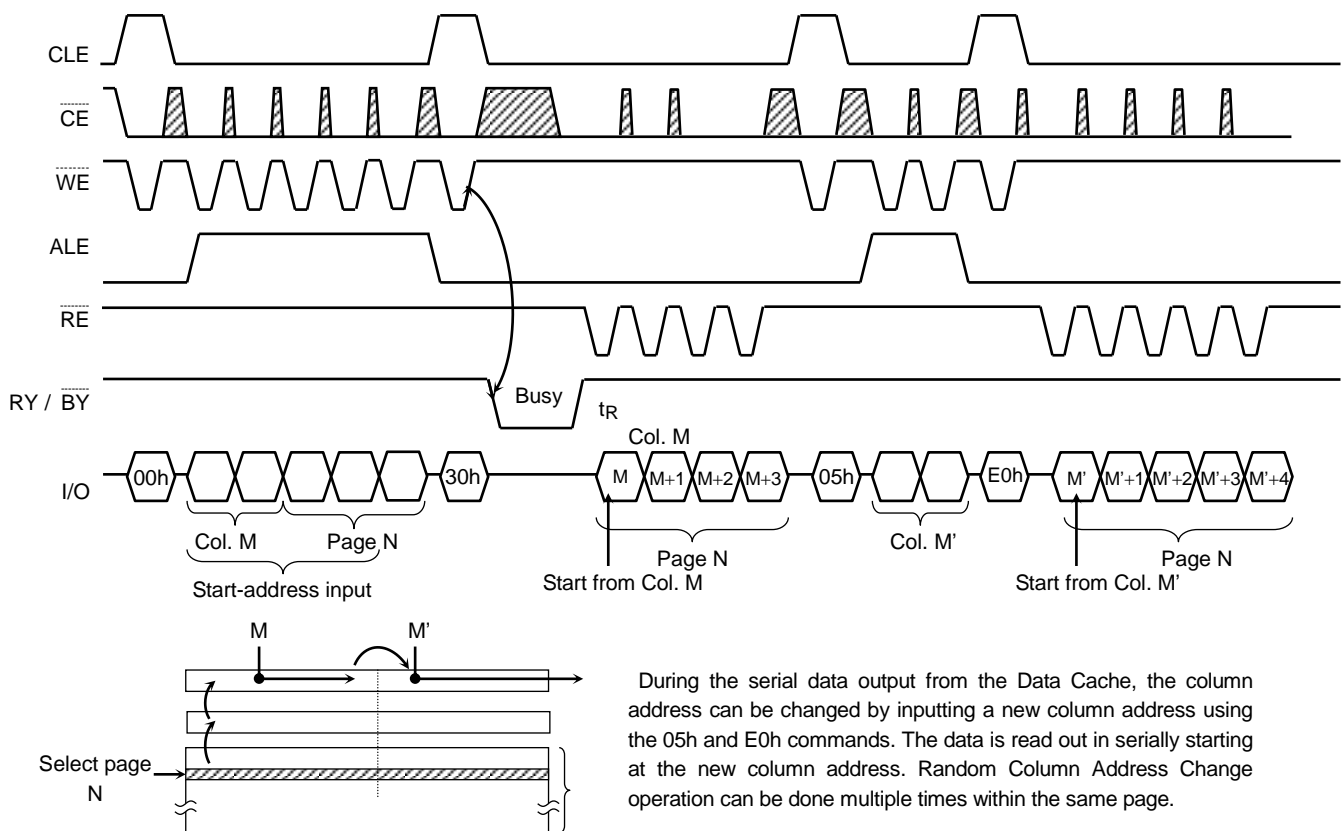 CLE
CE
WE
ALE
RE
RY / BY
Busy
tR
Col. M
I/O
00h
30h
M
M+1
M+2
M+3
05h
E0h
M'
M'+1
M'+2
M'+3
M'+4
Col. M
Page N
Start-address input
Page N
Start from Col. M
Col. M'
Page N
Start from Col. M'
M
M'
Select page
N
During the serial data output from the Data Cache, the column
address can be changed by inputting a new column address using
the 05h and E0h commands. The data is read out in serially starting
at the new column address. Random Column Address Change
operation can be done multiple times within the same page.